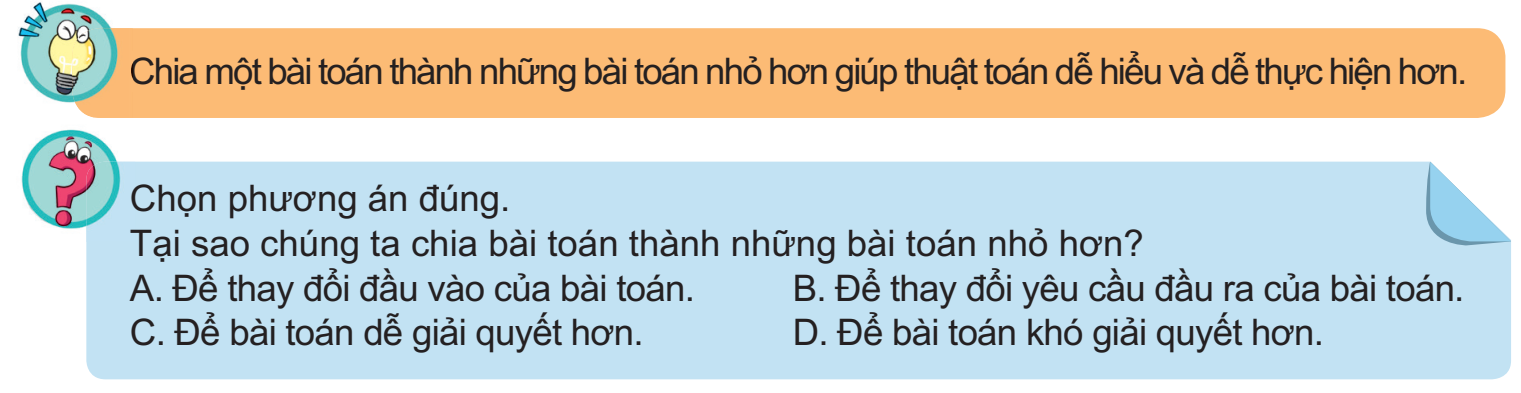 Chia một bài toán thành những bài toán nhỏ hơn giúp thuật toán dễ hiểu và dễ thực hiện hơn.
Chọn phương án đúng.
Tại sao chúng ta chia bài toán thành những bài toán nhỏ hơn?
A. Để thay đổi đầu vào của bài toán. B. Để thay đổi yêu cầu đầu ra của bài toán.
C. Để bài toán dễ giải quyết hơn. D. Để bài toán khó giải quyết hơn.